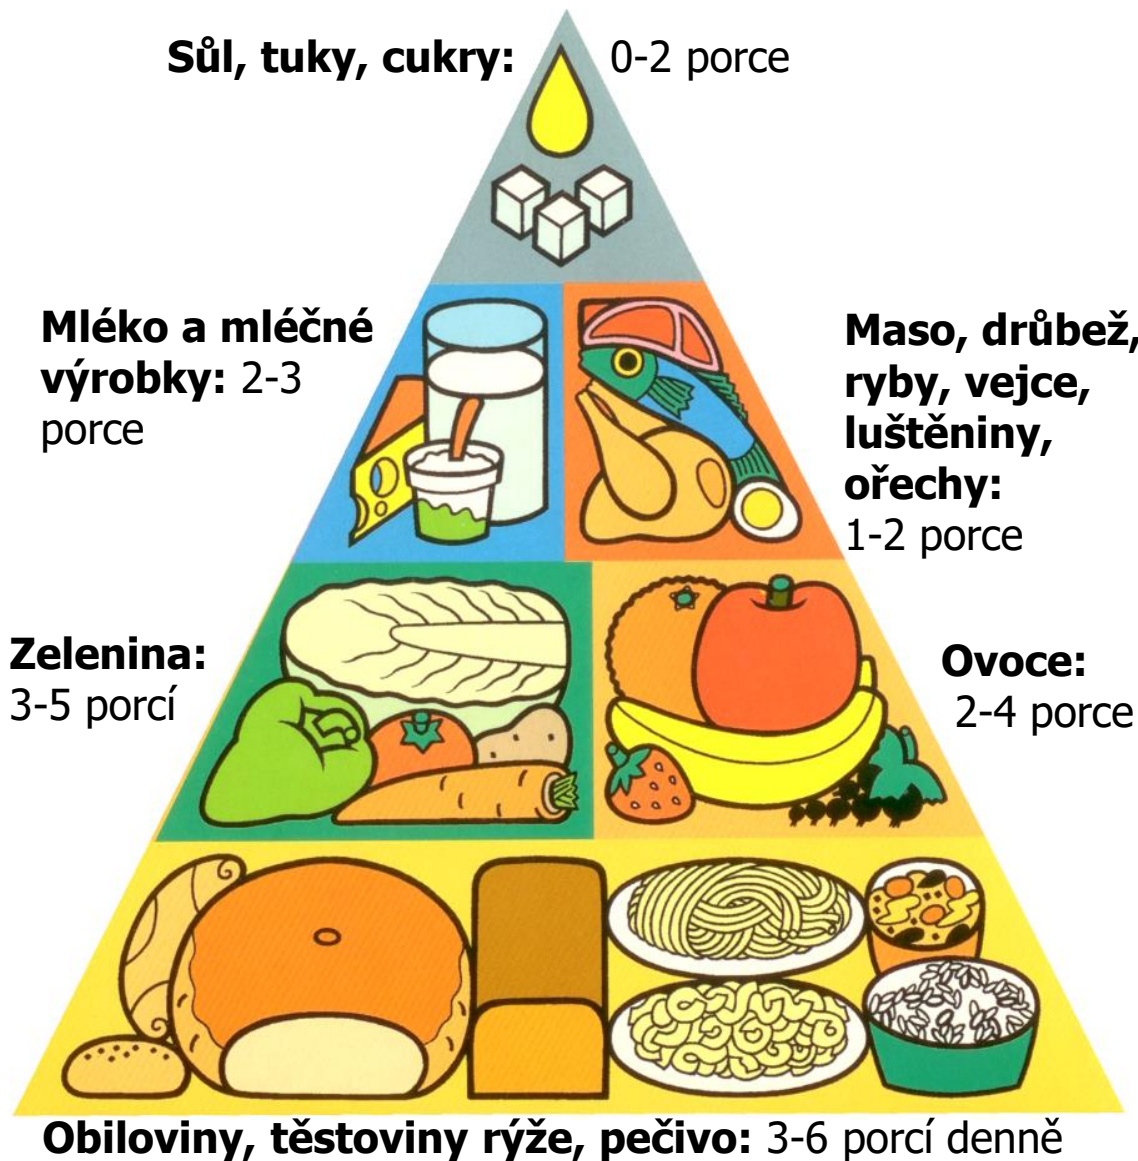 Sůl, tuky, cukry: 0-2 porce
Mléko a mléčné
výrobky: 2-3
porce
Maso, drůbež,
ryby, vejce,
luštěniny,
ořechy:
1-2 porce
Zelenina:
3-5 porcí
Ovoce:
2-4 porce
Obiloviny, těstoviny rýže, pečivo: 3-6 porcí denně